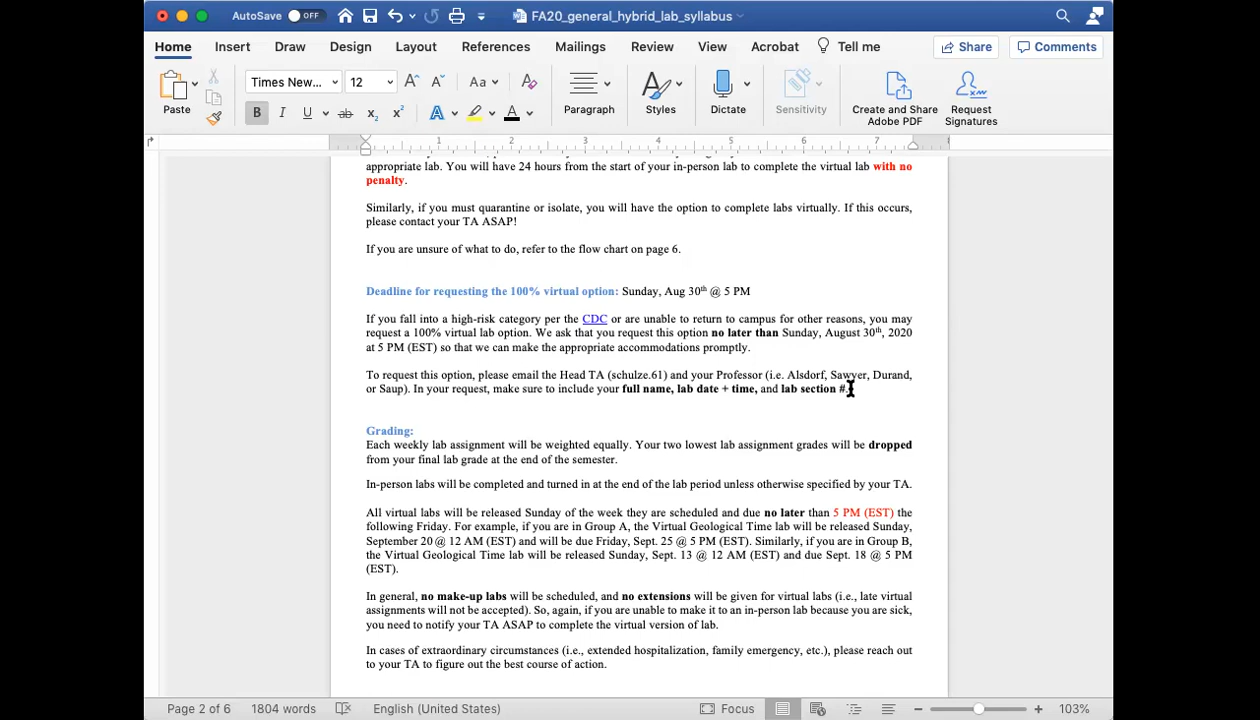 AutoSave OFF FA20_general_hybrid_lab_syllabus
Home Insert Draw Design Layout References Mailings Review View Acrobat Tell me Share Comments
Times New... 12 Aa
Paste B I U ab x₂ x² A A Paragraph Styles Dictate Sensitivity Create and Share Adobe PDF Request Signatures
1 2 3 4 5 6 7
appropriate lab. You will have 24 hours from the start of your in-person lab to complete the virtual lab with no
penalty.
Similarly, if you must quarantine or isolate, you will have the option to complete labs virtually. If this occurs,
please contact your TA ASAP!
If you are unsure of what to do, refer to the flow chart on page 6.
Deadline for requesting the 100% virtual option: Sunday, Aug 30th @ 5 PM
If you fall into a high-risk category per the CDC or are unable to return to campus for other reasons, you may
request a 100% virtual lab option. We ask that you request this option no later than Sunday, August 30th, 2020
at 5 PM (EST) so that we can make the appropriate accommodations promptly.
To request this option, please email the Head TA (schulze.61) and your Professor (i.e. Alsdorf, Sawyer, Durand,
or Saup). In your request, make sure to include your full name, lab date + time, and lab section #.
Grading:
Each weekly lab assignment will be weighted equally. Your two lowest lab assignment grades will be dropped
from your final lab grade at the end of the semester.
In-person labs will be completed and turned in at the end of the lab period unless otherwise specified by your TA.
All virtual labs will be released Sunday of the week they are scheduled and due no later than 5 PM (EST) the
following Friday. For example, if you are in Group A, the Virtual Geological Time lab will be released Sunday,
September 20 @ 12 AM (EST) and will be due Friday, Sept. 25 @ 5 PM (EST). Similarly, if you are in Group B,
the Virtual Geological Time lab will be released Sunday, Sept. 13 @ 12 AM (EST) and due Sept. 18 @ 5 PM
(EST).
In general, no make-up labs will be scheduled, and no extensions will be given for virtual labs (i.e., late virtual
assignments will not be accepted). So, again, if you are unable to make it to an in-person lab because you are sick,
you need to notify your TA ASAP to complete the virtual version of lab.
In cases of extraordinary circumstances (i.e., extended hospitalization, family emergency, etc.), please reach out
to your TA to figure out the best course of action.
Page 2 of 6 1804 words English (United States) Focus 103%